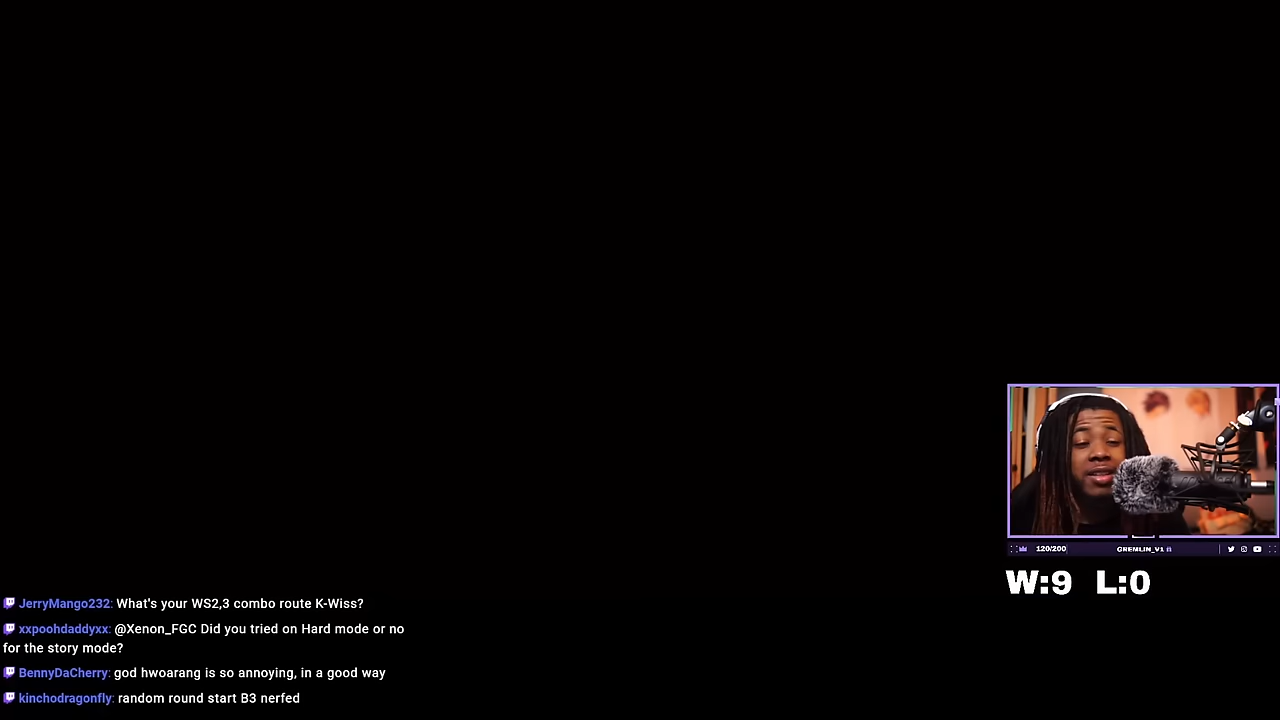 120/200
GREMLIN_V1
W:9 L:0
JerryMango232: What's your WS2,3 combo route K-Wiss?
xxpoohdaddyxx: @Xenon_FGC Did you tried on Hard mode or no
for the story mode?
BennyDaCherry: god hwoarang is so annoying, in a good way
kinchodragonfly: random round start B3 nerfed